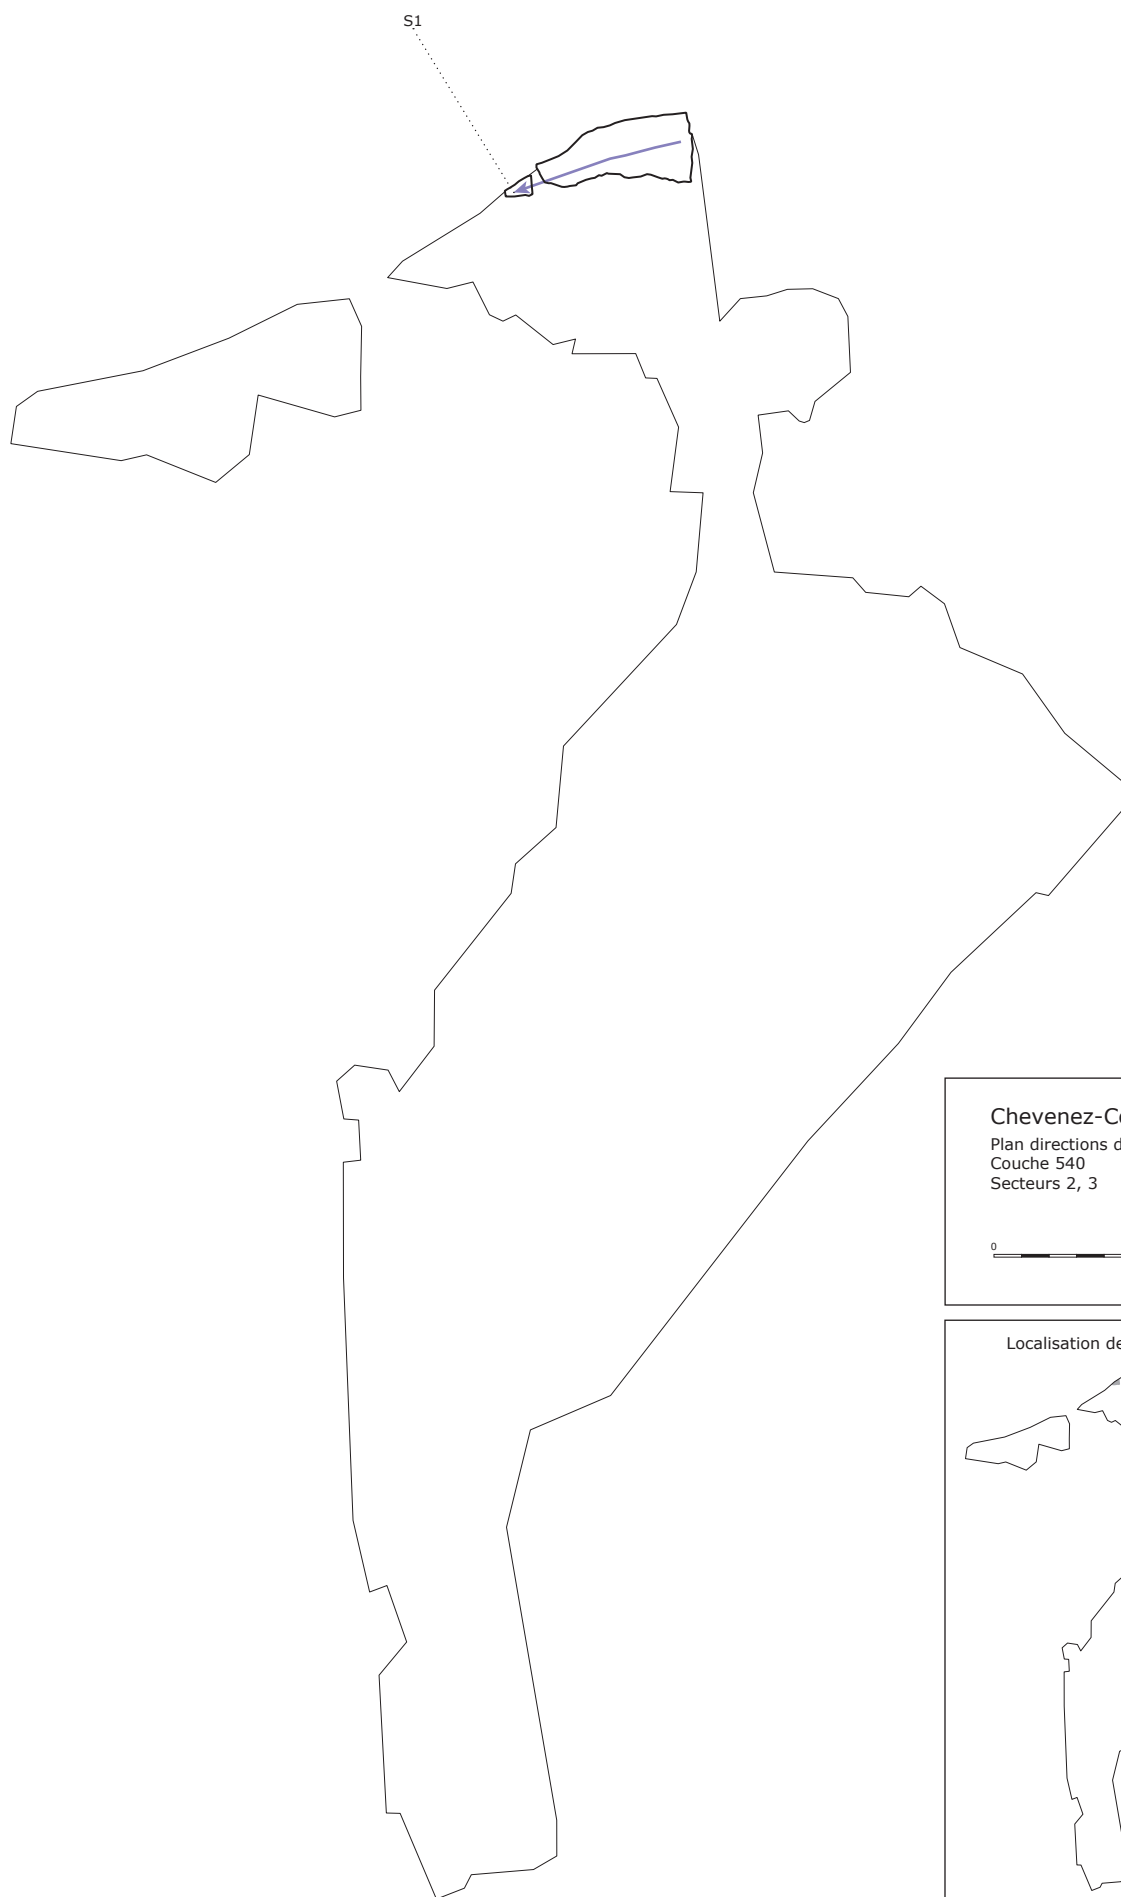 S1
Chevenez-C
Plan directions d
Couche 540
Secteurs 2, 3
0
Localisation de